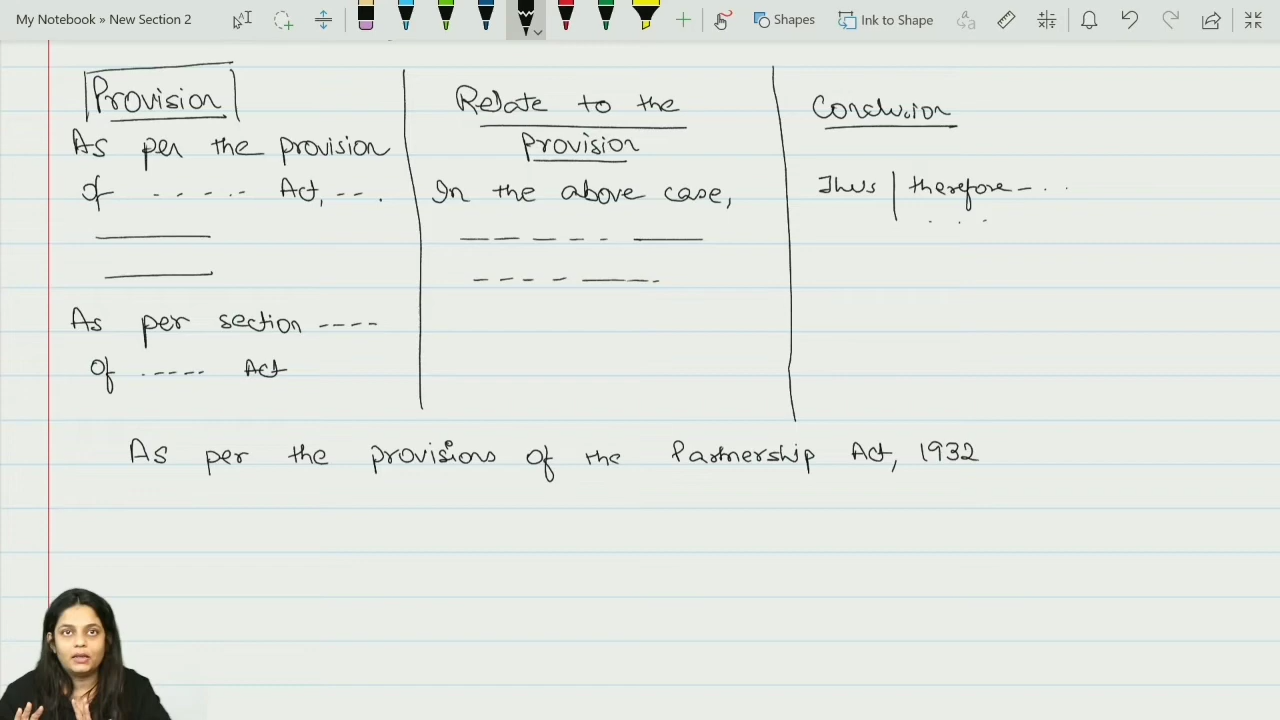 My Notebook » New Section 2
Shapes
Ink to Shape
Provision
As per the provision
of ..... Act, -- .
As per section ----
of ..... Act
Relate to the
Provision
In the above case,
Conclusion
Thus | therefore - . .
As per the provisions of the Partnership Act, 1932